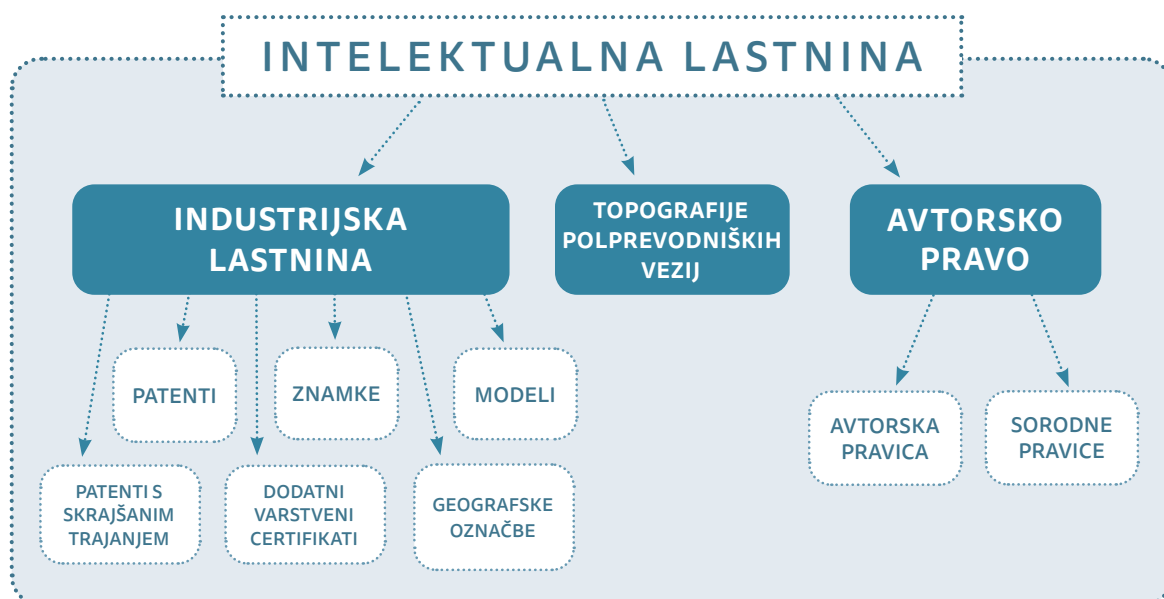 INTELEKTUALNA LASTNINA
INDUSTRIJSKA
LASTNINA
TOPOGRAFIJE
POLPREVODNIŠKIH
VEZIJ
AVTORSKO
PRAVO
PATENTI
ZNAMKE
MODELI
PATENTI S
SKRAJŠANIM
TRAJANJEM
DODATNI
VARSTVENI
CERTIFIKATI
GEOGRAFSKE
OZNAČBE
AVTORSKA
PRAVICA
SORODNE
PRAVICE